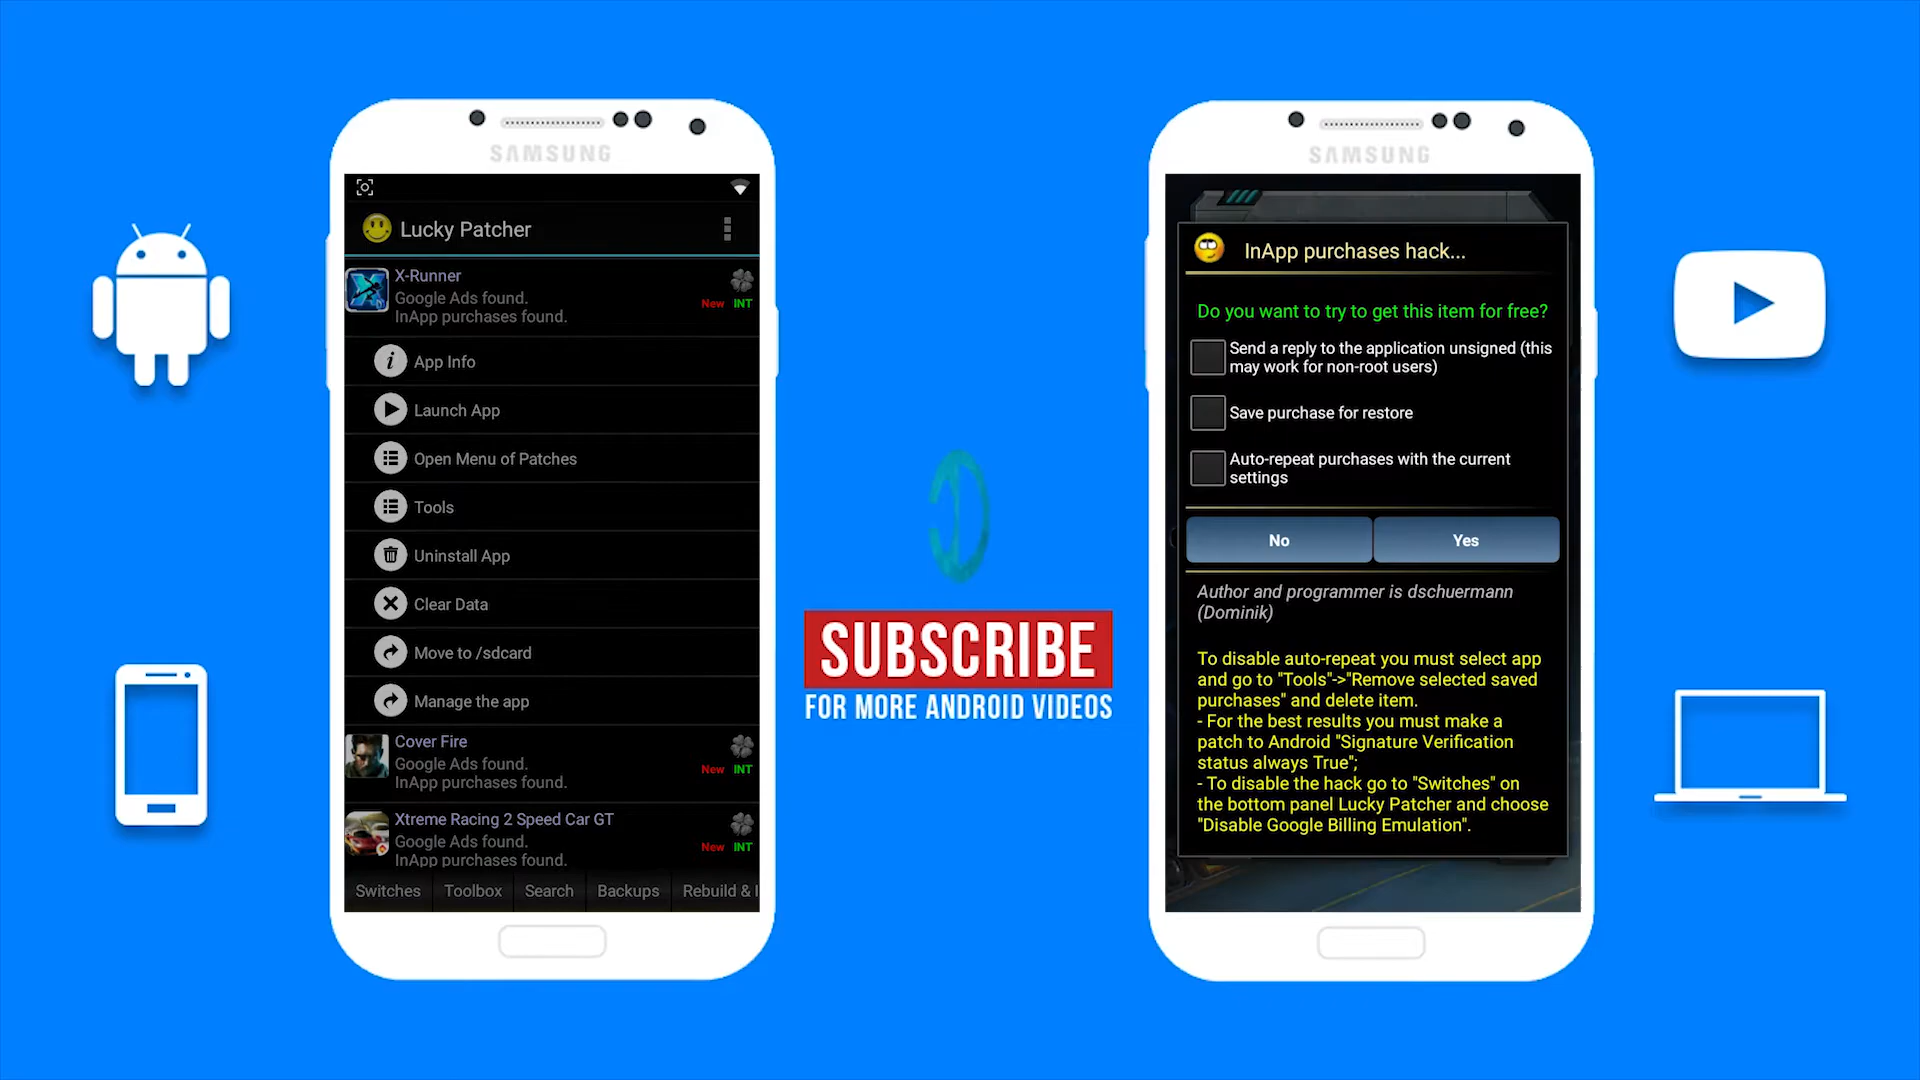 SAMSUNG
Lucky Patcher
X-Runner
Google Ads found.
InApp purchases found.
New INT
App Info
Launch App
Open Menu of Patches
Tools
Uninstall App
Clear Data
Move to /sdcard
Manage the app
Cover Fire
Google Ads found.
InApp purchases found.
New INT
Xtreme Racing 2 Speed Car GT
Google Ads found.
InApp purchases found.
New INT
Switches Toolbox Search Backups Rebuild &
SUBSCRIBE
FOR MORE ANDROID VIDEOS
SAMSUNG
InApp purchases hack...
Do you want to try to get this item for free?
Send a reply to the application unsigned (this
may work for non-root users)
Save purchase for restore
Auto-repeat purchases with the current
settings
No Yes
Author and programmer is dschuermann
(Dominik)
To disable auto-repeat you must select app
and go to "Tools"->"Remove selected saved
purchases" and delete item.
- For the best results you must make a
patch to Android "Signature Verification
status always True";
- To disable the hack go to "Switches" on
the bottom panel Lucky Patcher and choose
"Disable Google Billing Emulation".